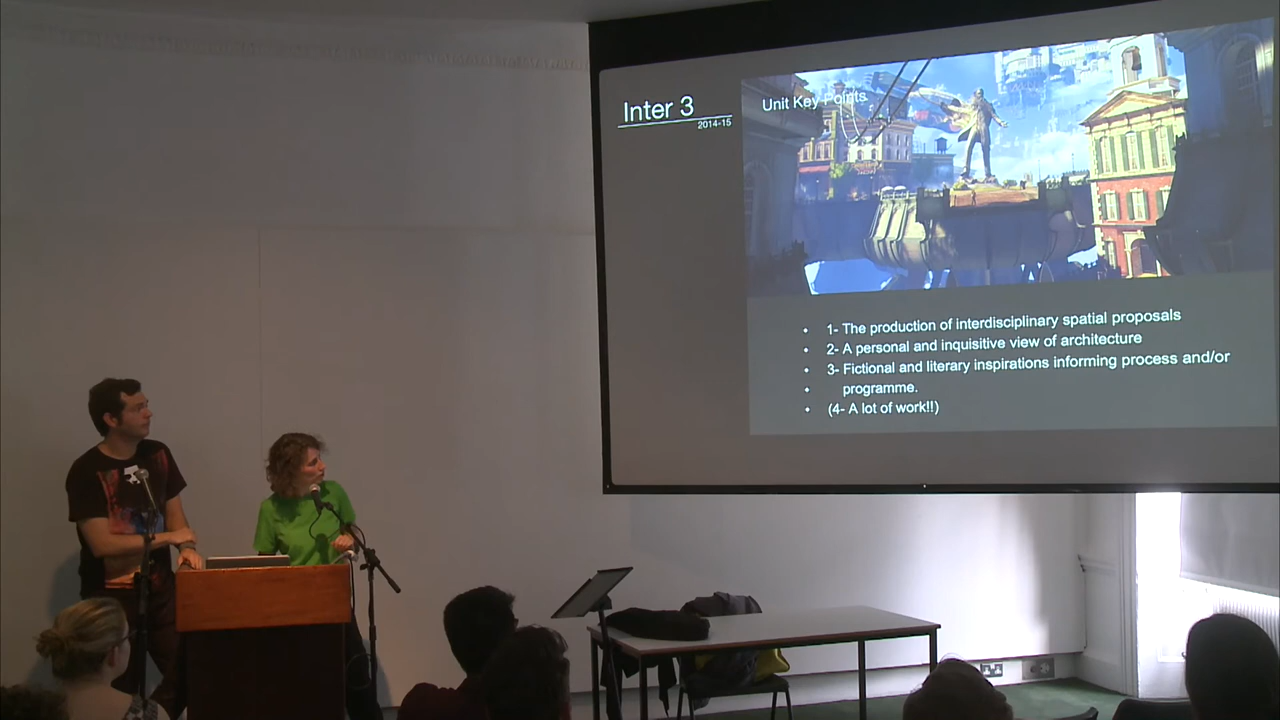 Inter 3
2014-15
Unit Key Points
• 1- The production of interdisciplinary spatial proposals
• 2- A personal and inquisitive view of architecture
• 3- Fictional and literary inspirations informing process and/or
• programme.
• (4- A lot of work!!)